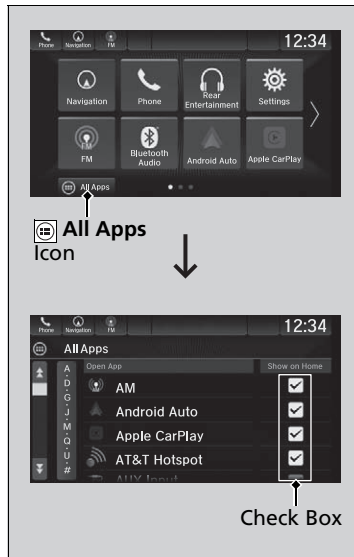 Phone Navigation FM 12:34
Navigation Phone Rear Entertainment Settings
FM Bluetooth Audio Android Auto Apple CarPlay
All Apps
All Apps
Icon
Phone Navigation FM 12:34
All Apps
Open App Show on Home
A AM
D
G Android Auto
J
M Apple CarPlay
Q
U AT&T Hotspot
# AUX Input
Check Box